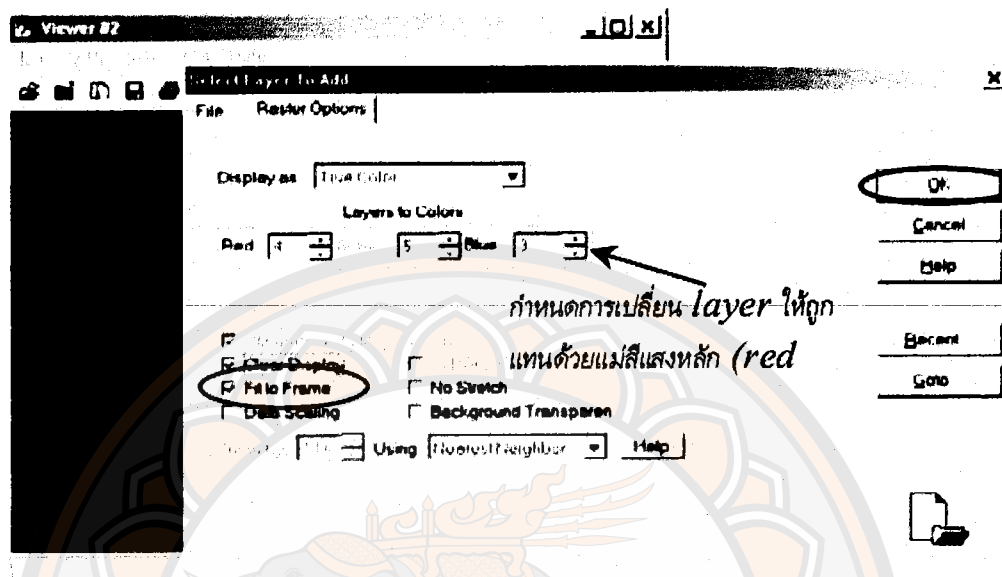 Viewer #2
Select Layer To Add
File Raster Options
Display as True Color
Layers to Colors
Red 4 5 Blue 3
OK
Cancel
Help
กำหนดการเปลี่ยน layer ให้ถูก
แทนด้วยแม่สีแสงหลัก (red
Clear Display
Fit to Frame No Stretch
Data Scaling Background Transparen
Using Nearest Neighbor Help
Recent
Goto